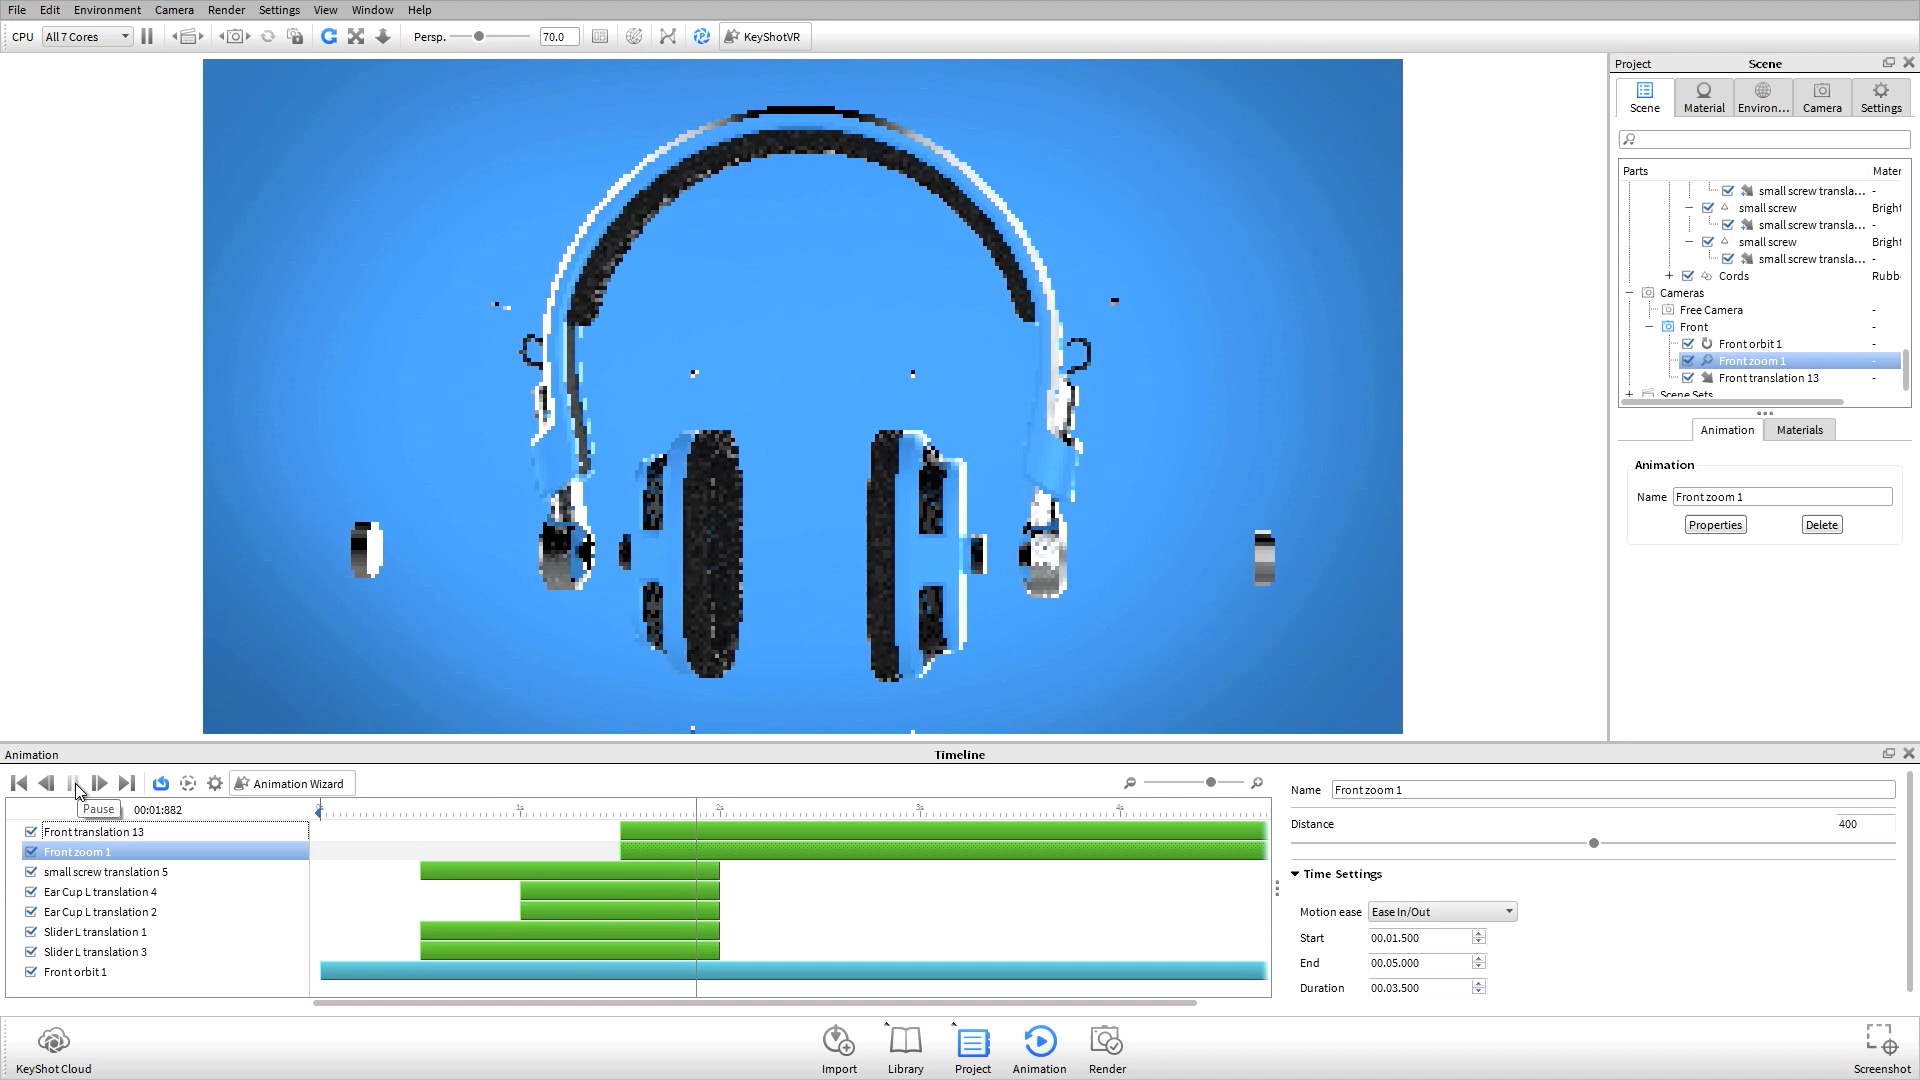 File Edit Environment Camera Render Settings View Window Help
CPU All 7 Cores Persp. 70.0 KeyShotVR
Project Scene
Scene Material Environ... Camera Settings
Parts Mater
small screw transla... -
small screw Bright
small screw transla... -
small screw Bright
small screw transla... -
Cords Rubb
Cameras
Free Camera -
Front -
Front orbit 1 -
Front zoom 1 -
Front translation 13 -
Scene Sets
Animation Materials
Animation
Name Front zoom 1
Properties Delete
Animation Timeline
Animation Wizard
Pause 00:01:882
1s 2s 3s 4s
Front translation 13
Front zoom 1
small screw translation 5
Ear Cup L translation 4
Ear Cup L translation 2
Slider L translation 1
Slider L translation 3
Front orbit 1
Name Front zoom 1
Distance 400
Time Settings
Motion ease Ease In/Out
Start 00.01.500
End 00.05.000
Duration 00.03.500
KeyShot Cloud Import Library Project Animation Render Screenshot